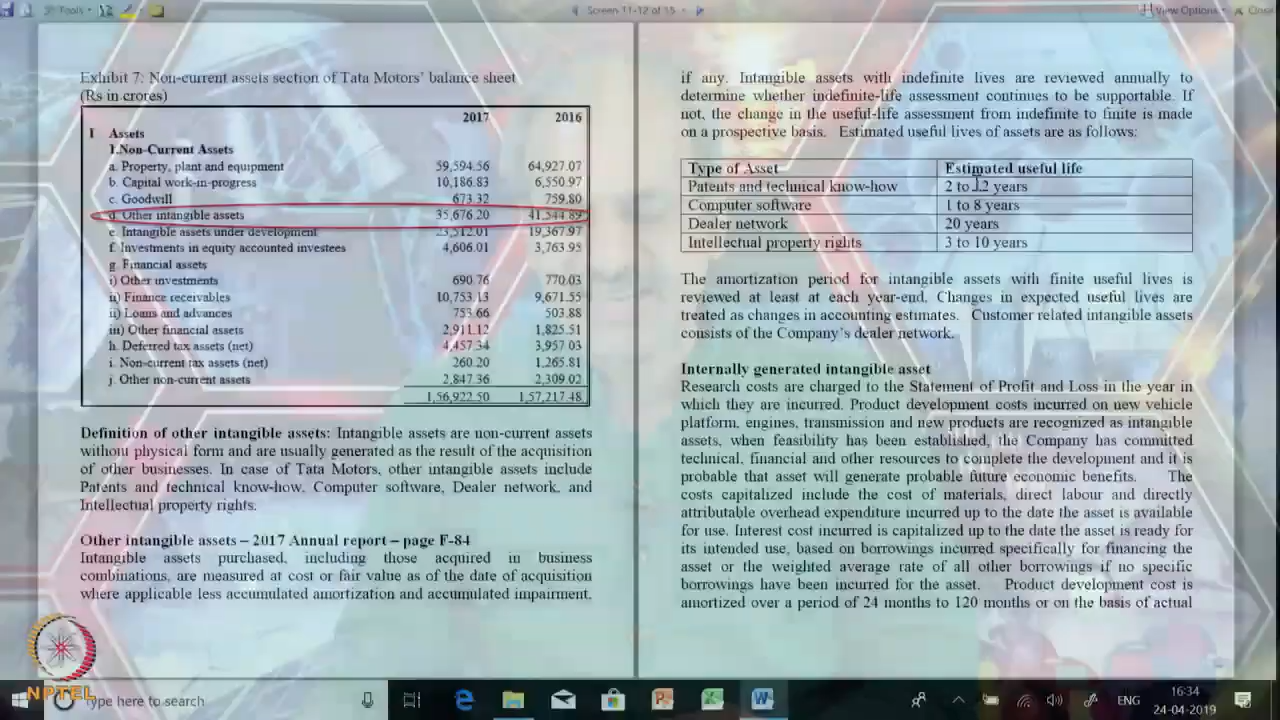 Tools
Screen 11-12 of 15
View Options
Close
Exhibit 7: Non-current assets section of Tata Motors' balance sheet
(Rs in crores)
2017 2016
I Assets
1.Non-Current Assets
a. Property, plant and equipment 59,594.56 64,927.07
b. Capital work-in-progress 10,186.83 6,550.97
c. Goodwill 673.32 759.80
d. Other intangible assets 35,676.20 41,544.89
e. Intangible assets under development 23,512.01 19,367.97
f. Investments in equity accounted investees 4,606.01 3,763.95
g. Financial assets
i) Other investments 690.76 770.03
ii) Finance receivables 10,753.13 9,671.55
ii) Loans and advances 753.66 503.88
iii) Other financial assets 2,911.12 1,825.51
h. Deferred tax assets (net) 4,457.34 3,957.03
i. Non-current tax assets (net) 260.20 1,265.81
j. Other non-current assets 2,847.36 2,309.02
1,56,922.50 1,57,217.48
Definition of other intangible assets: Intangible assets are non-current assets
without physical form and are usually generated as the result of the acquisition
of other businesses. In case of Tata Motors, other intangible assets include
Patents and technical know-how, Computer software, Dealer network, and
Intellectual property rights.
Other intangible assets – 2017 Annual report – page F-84
Intangible assets purchased, including those acquired in business
combinations, are measured at cost or fair value as of the date of acquisition
where applicable less accumulated amortization and accumulated impairment,
if any. Intangible assets with indefinite lives are reviewed annually to
determine whether indefinite-life assessment continues to be supportable. If
not, the change in the useful-life assessment from indefinite to finite is made
on a prospective basis. Estimated useful lives of assets are as follows:
Type of Asset Estimated useful life
Patents and technical know-how 2 to 12 years
Computer software 1 to 8 years
Dealer network 20 years
Intellectual property rights 3 to 10 years
The amortization period for intangible assets with finite useful lives is
reviewed at least at each year-end. Changes in expected useful lives are
treated as changes in accounting estimates. Customer related intangible assets
consists of the Company's dealer network.
Internally generated intangible asset
Research costs are charged to the Statement of Profit and Loss in the year in
which they are incurred. Product development costs incurred on new vehicle
platform, engines, transmission and new products are recognized as intangible
assets, when feasibility has been established, the Company has committed
technical, financial and other resources to complete the development and it is
probable that asset will generate probable future economic benefits. The
costs capitalized include the cost of materials, direct labour and directly
attributable overhead expenditure incurred up to the date the asset is available
for use. Interest cost incurred is capitalized up to the date the asset is ready for
its intended use, based on borrowings incurred specifically for financing the
asset or the weighted average rate of all other borrowings if no specific
borrowings have been incurred for the asset. Product development cost is
amortized over a period of 24 months to 120 months or on the basis of actual
NPTEL
Type here to search
ENG
16:34
24-04-2019